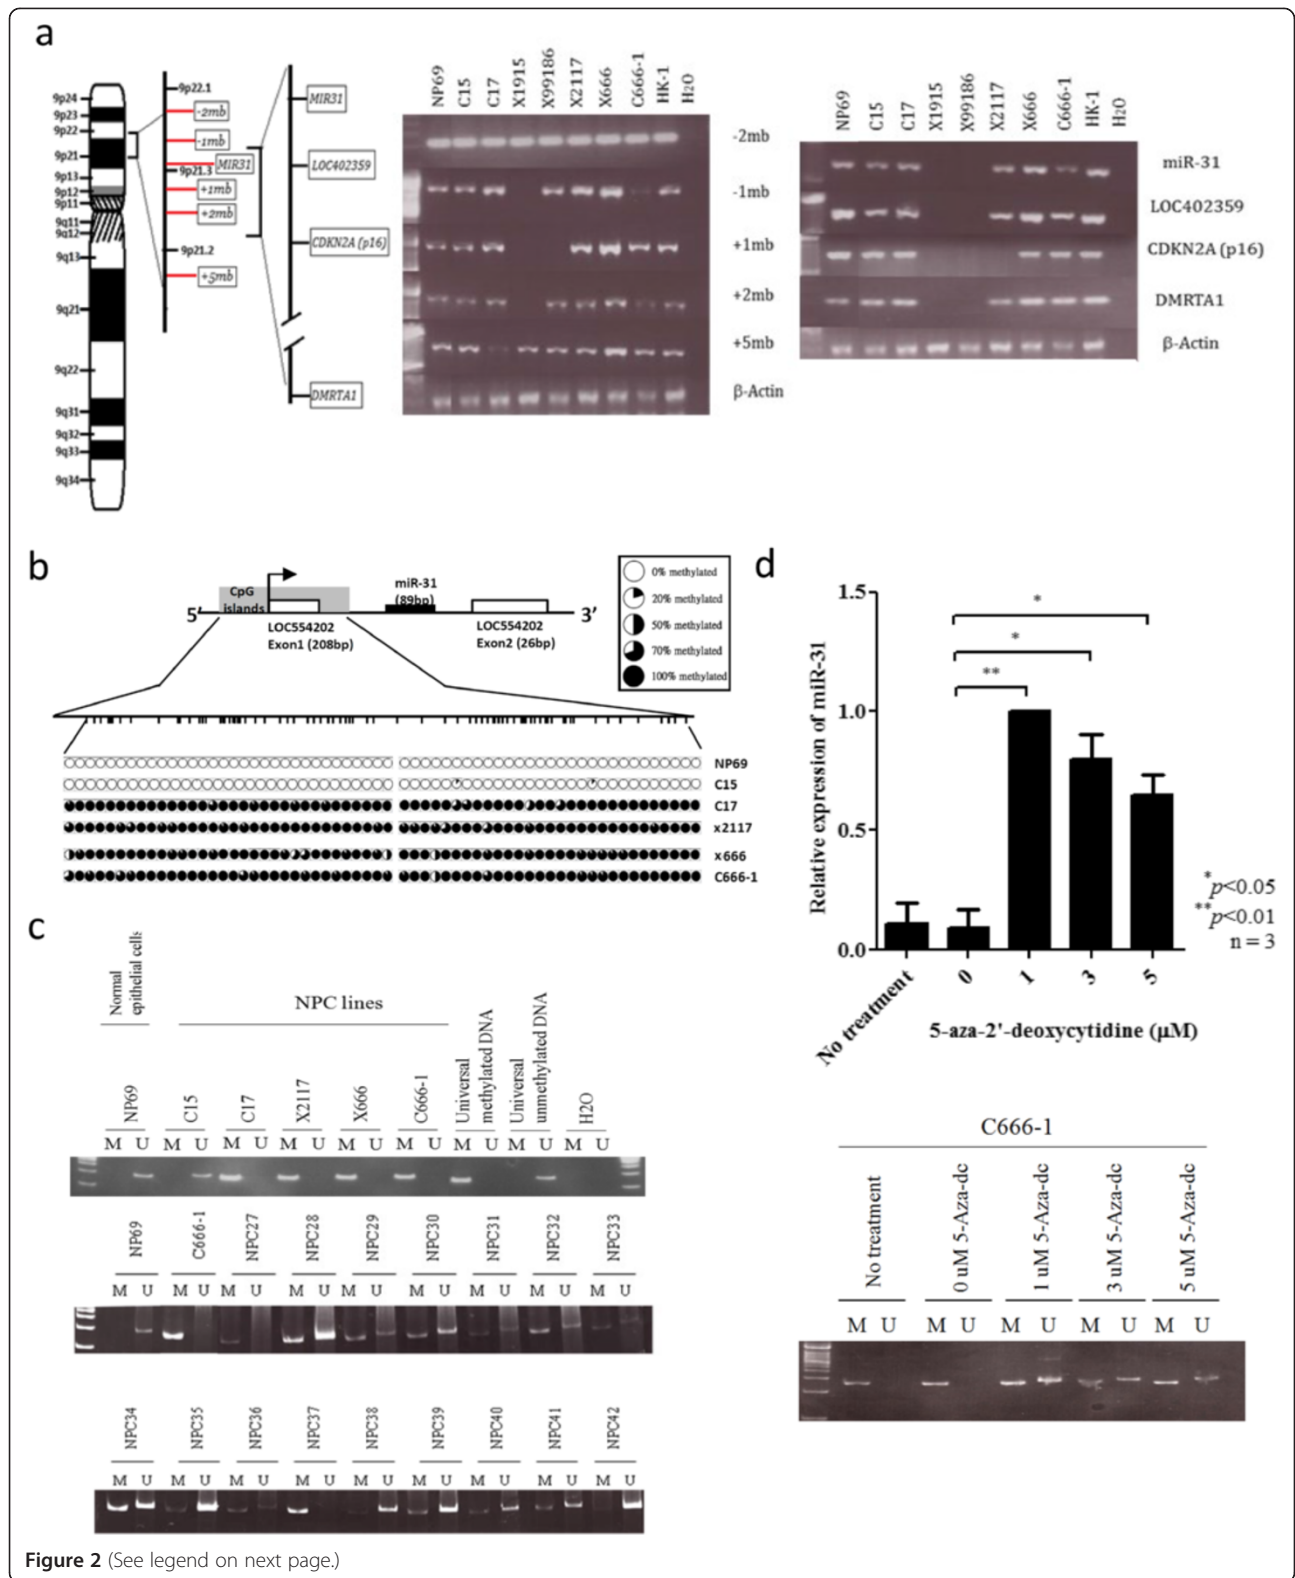 a
9p24
9p23
9p22
9p21
9p13
9p12
9p11
9q11
9q12
9q13
9q21
9q22
9q31
9q32
9q33
9q34
9p22.1
-2mb
-1mb
MIR31
9p21.3
+1mb
+2mb
9p21.2
+5mb
MIR31
LOC402359
CDKN2A (p16)
DMRTA1
NP69
C15
C17
X1915
X99186
X2117
X666
C666-1
HK-1
H2O
-2mb
-1mb
+1mb
+2mb
+5mb
β-Actin
NP69
C15
C17
X1915
X99186
X2117
X666
C666-1
HK-1
H2O
miR-31
LOC402359
CDKN2A (p16)
DMRTA1
β-Actin
b
CpG
islands
5'
miR-31
(89bp)
3'
LOC554202
Exon1 (208bp)
LOC554202
Exon2 (26bp)
0% methylated
20% methylated
50% methylated
70% methylated
100% methylated
NP69
C15
C17
x2117
x666
C666-1
c
Normal
epithelial cells
NPC lines
NP69
C15
C17
X2117
X666
C666-1
Universal
methylated DNA
Universal
unmethylated DNA
H2O
M U M U M U M U M U M U M U M U M U
NP69
C666-1
NPC27
NPC28
NPC29
NPC30
NPC31
NPC32
NPC33
M U M U M U M U M U M U M U M U M U
NPC34
NPC35
NPC36
NPC37
NPC38
NPC39
NPC40
NPC41
NPC42
M U M U M U M U M U M U M U M U M U
d
Relative expression of miR-31
1.5
1.0
0.5
0.0
**
*
*
No treatment
0
1
3
5
5-aza-2'-deoxycytidine (µM)
*p<0.05
**p<0.01
n = 3
C666-1
No treatment
0 uM 5-Aza-dc
1 uM 5-Aza-dc
3 uM 5-Aza-dc
5 uM 5-Aza-dc
M U M U M U M U M U
Figure 2 (See legend on next page.)